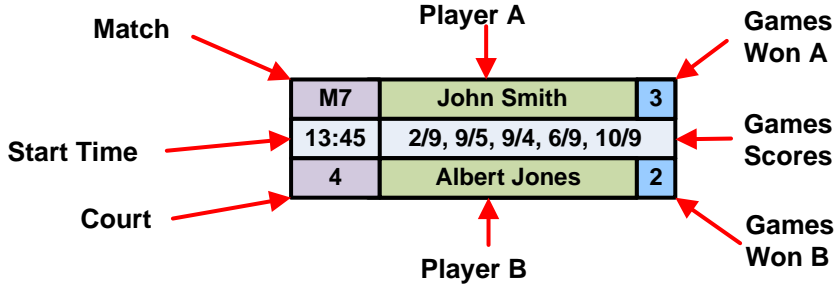 Match
Player A
Games
Won A
M7 John Smith 3
Start Time
13:45 2/9, 9/5, 9/4, 6/9, 10/9
Games
Scores
4 Albert Jones 2
Court
Player B
Games
Won B